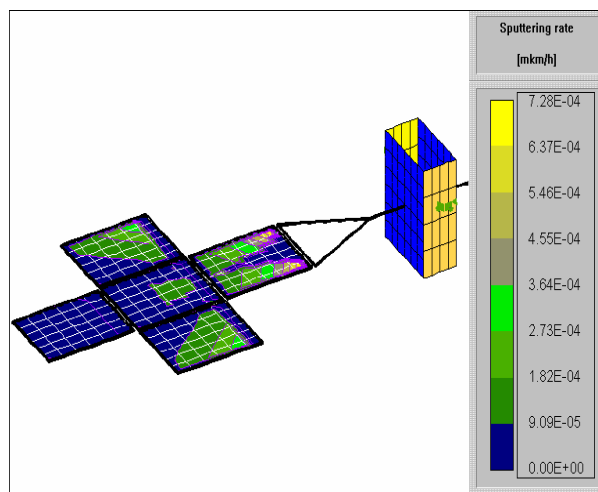 Sputtering rate
[mkm/h]
7.28E-04
6.37E-04
5.46E-04
4.55E-04
3.64E-04
2.73E-04
1.82E-04
9.09E-05
0.00E+00